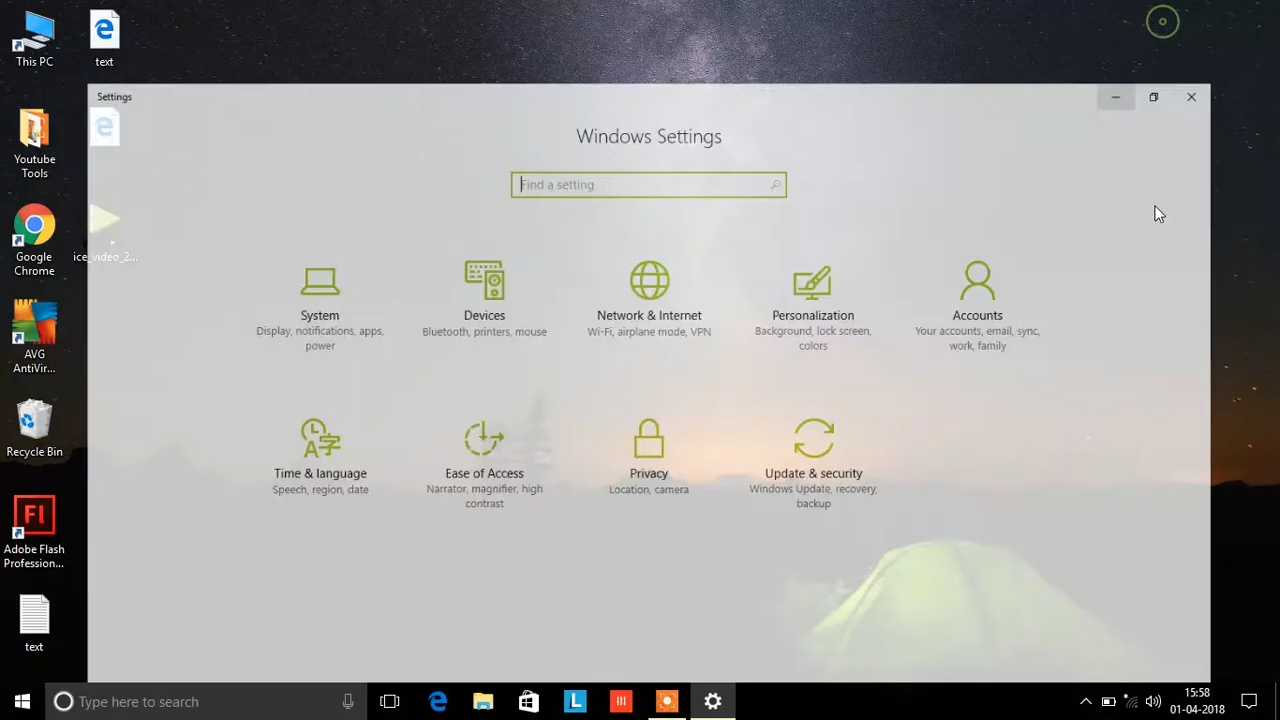 This PC
text
Youtube
Tools
Google
Chrome
ice_video_2...
AVG
AntiVir...
Recycle Bin
Fl
Adobe Flash
Profession...
text
Settings
Windows Settings
Find a setting
System
Display, notifications, apps,
power
Devices
Bluetooth, printers, mouse
Network & Internet
Wi-Fi, airplane mode, VPN
Personalization
Background, lock screen,
colors
Accounts
Your accounts, email, sync,
work, family
Time & language
Speech, region, date
Ease of Access
Narrator, magnifier, high
contrast
Privacy
Location, camera
Update & security
Windows Update, recovery,
backup
Type here to search
L
15:58
01-04-2018